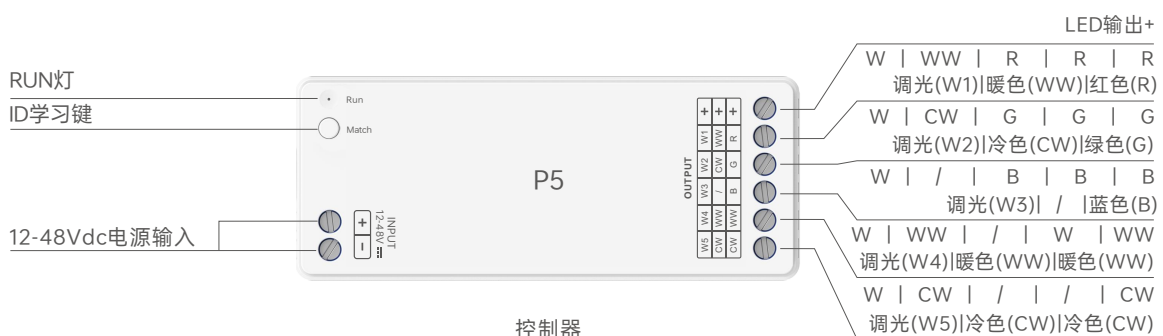 LED输出+
W | WW | R | R | R
调光(W1)|暖色(WW)|红色(R)
W | CW | G | G | G
调光(W2)|冷色(CW)|绿色(G)
W | / | B | B | B
调光(W3)| / |蓝色(B)
W | WW | / | W | WW
调光(W4)|暖色(WW)|暖色(WW)
W | CW | / | / | CW
调光(W5)|冷色(CW)|冷色(CW)
RUN灯
ID学习键
12-48Vdc电源输入
Run
Match
P5
INPUT
12-48V
+
-
OUTPUT
+ + +
W1 WW R
W2 CW G
W3 / B
W4 WW WW
W5 CW CW
控制器